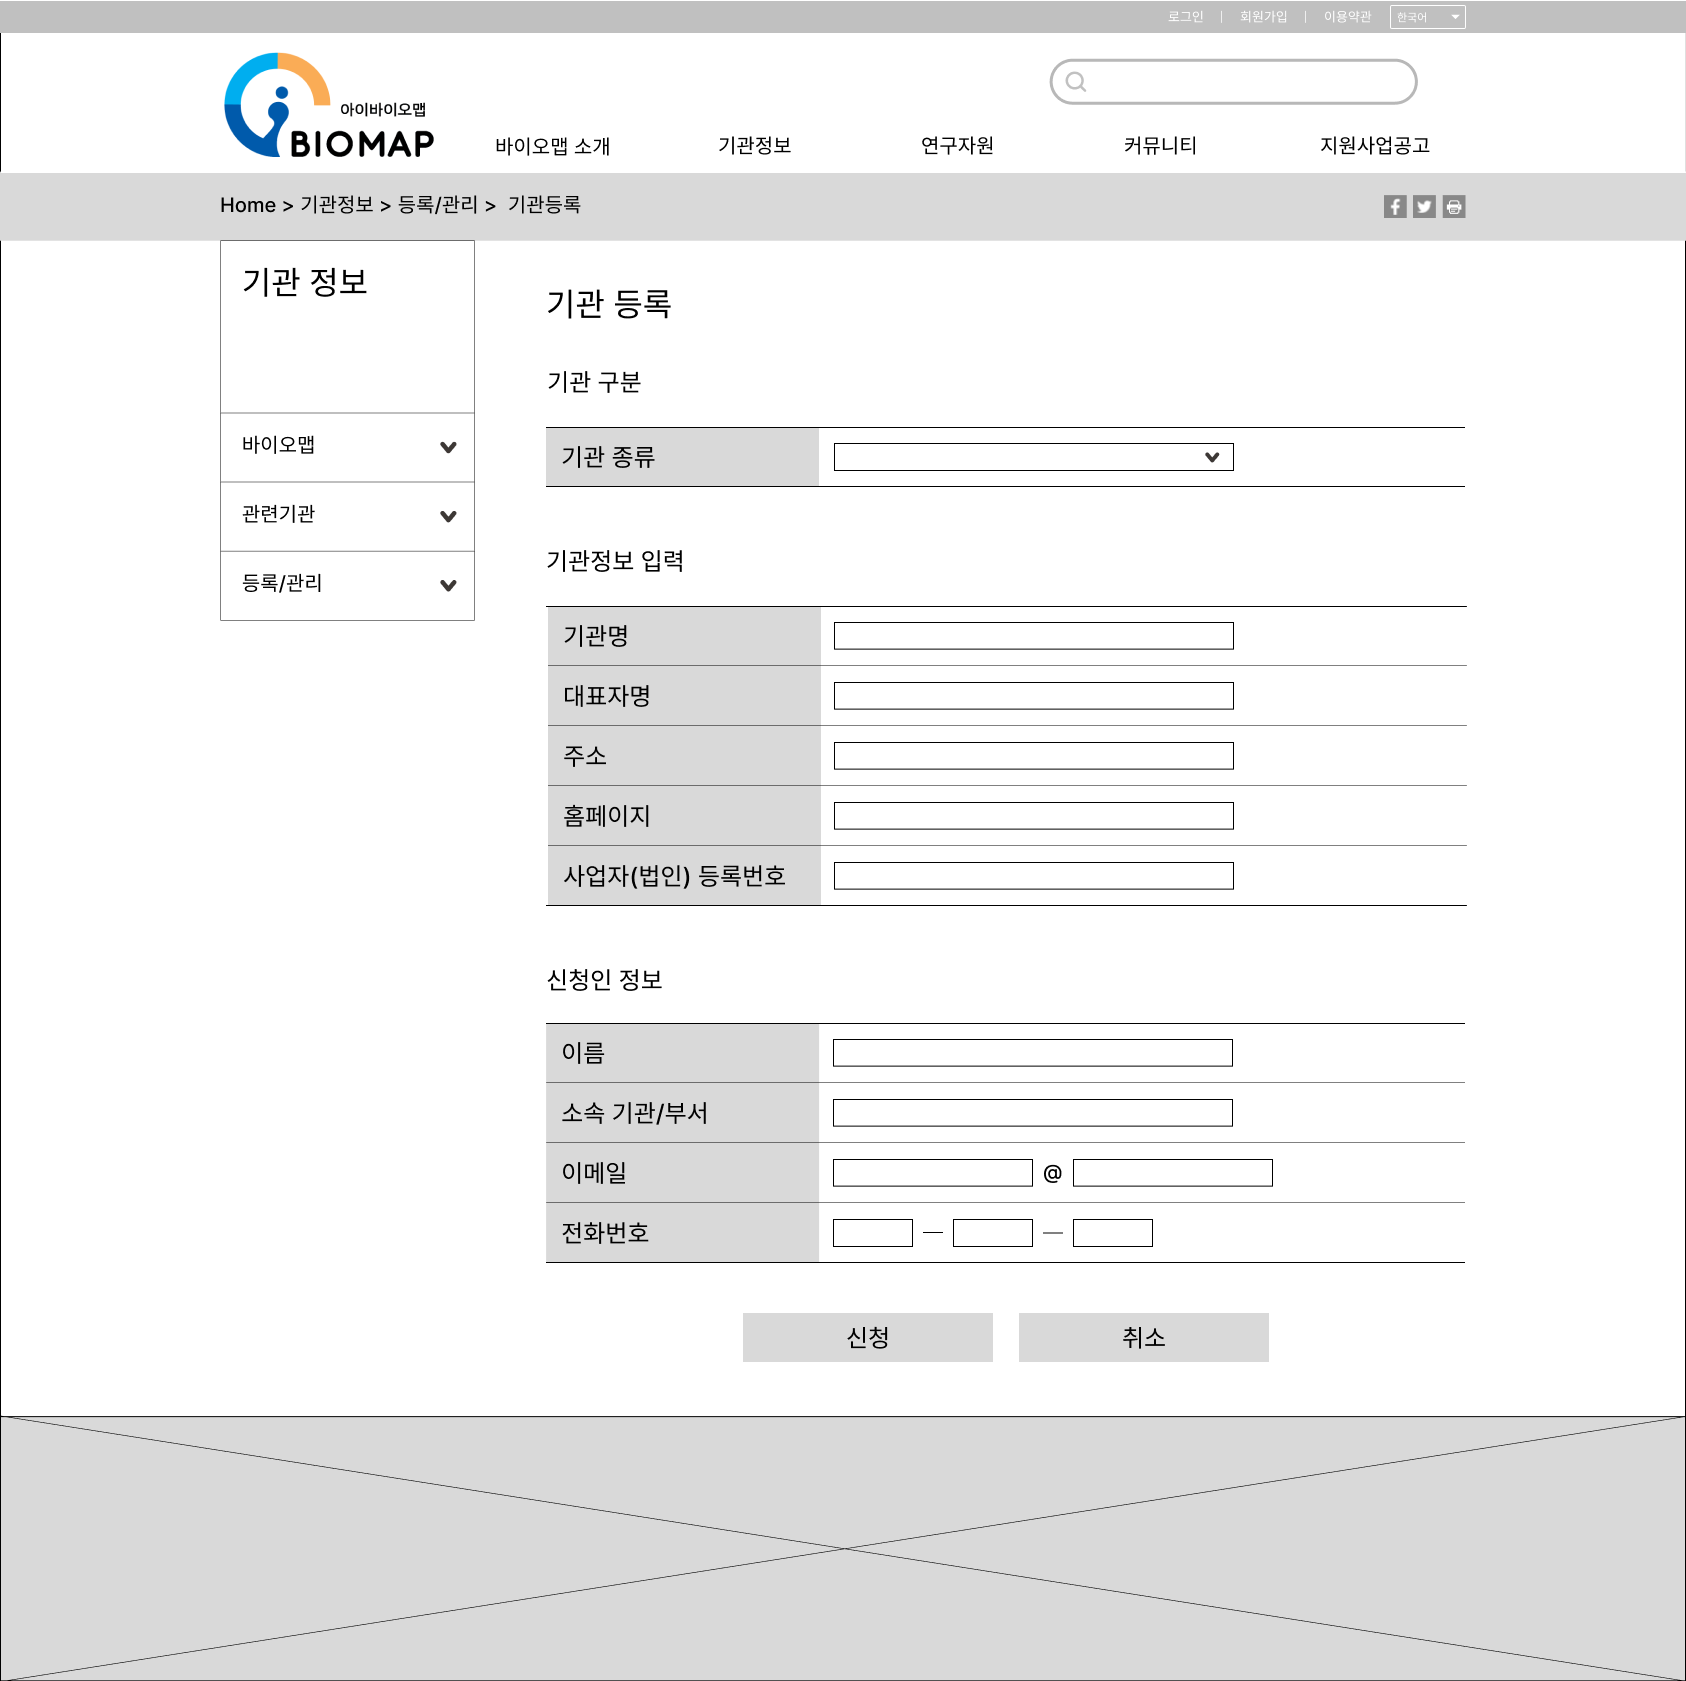 로그인 | 회원가입 | 이용약관 한국어
아이바이오맵
BIOMAP
바이오맵 소개 기관정보 연구자원 커뮤니티 지원사업공고
Home > 기관정보 > 등록/관리 > 기관등록
기관 정보
바이오맵
관련기관
등록/관리
기관 등록
기관 구분
기관 종류
기관정보 입력
기관명
대표자명
주소
홈페이지
사업자(법인) 등록번호
신청인 정보
이름
소속 기관/부서
이메일 @
전화번호 — —
신청 취소